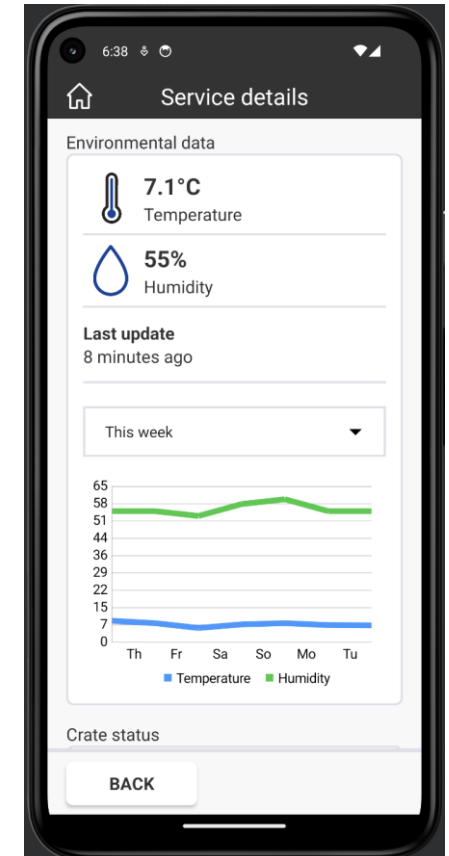 6:38
Service details
Environmental data
7.1°C
Temperature
55%
Humidity
Last update
8 minutes ago
This week
65
58
51
44
36
29
22
15
7
0
Th Fr Sa So Mo Tu
Temperature Humidity
Crate status
BACK